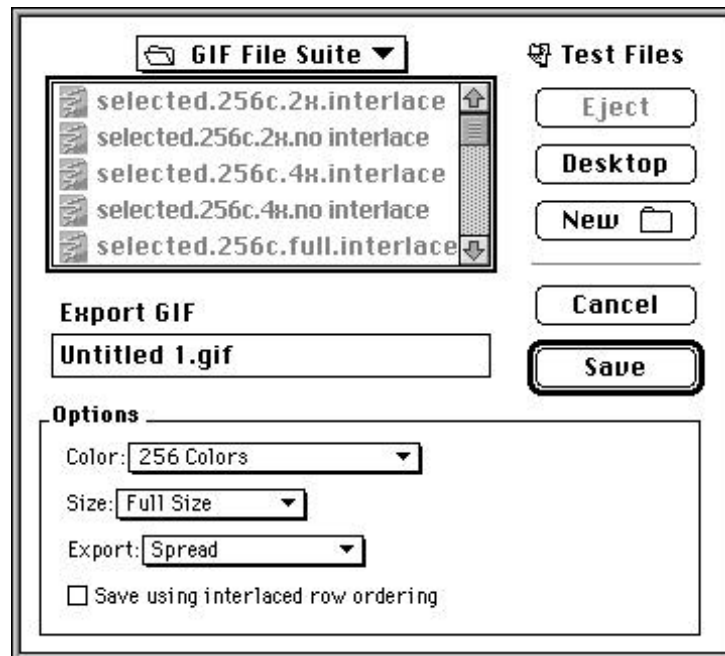 GIF File Suite
Test Files
selected.256c.2x.interlace
selected.256c.2x.no interlace
selected.256c.4x.interlace
selected.256c.4x.no interlace
selected.256c.full.interlace
Eject
Desktop
New
Export GIF
Untitled 1.gif
Cancel
Save
Options
Color: 256 Colors
Size: Full Size
Export: Spread
Save using interlaced row ordering